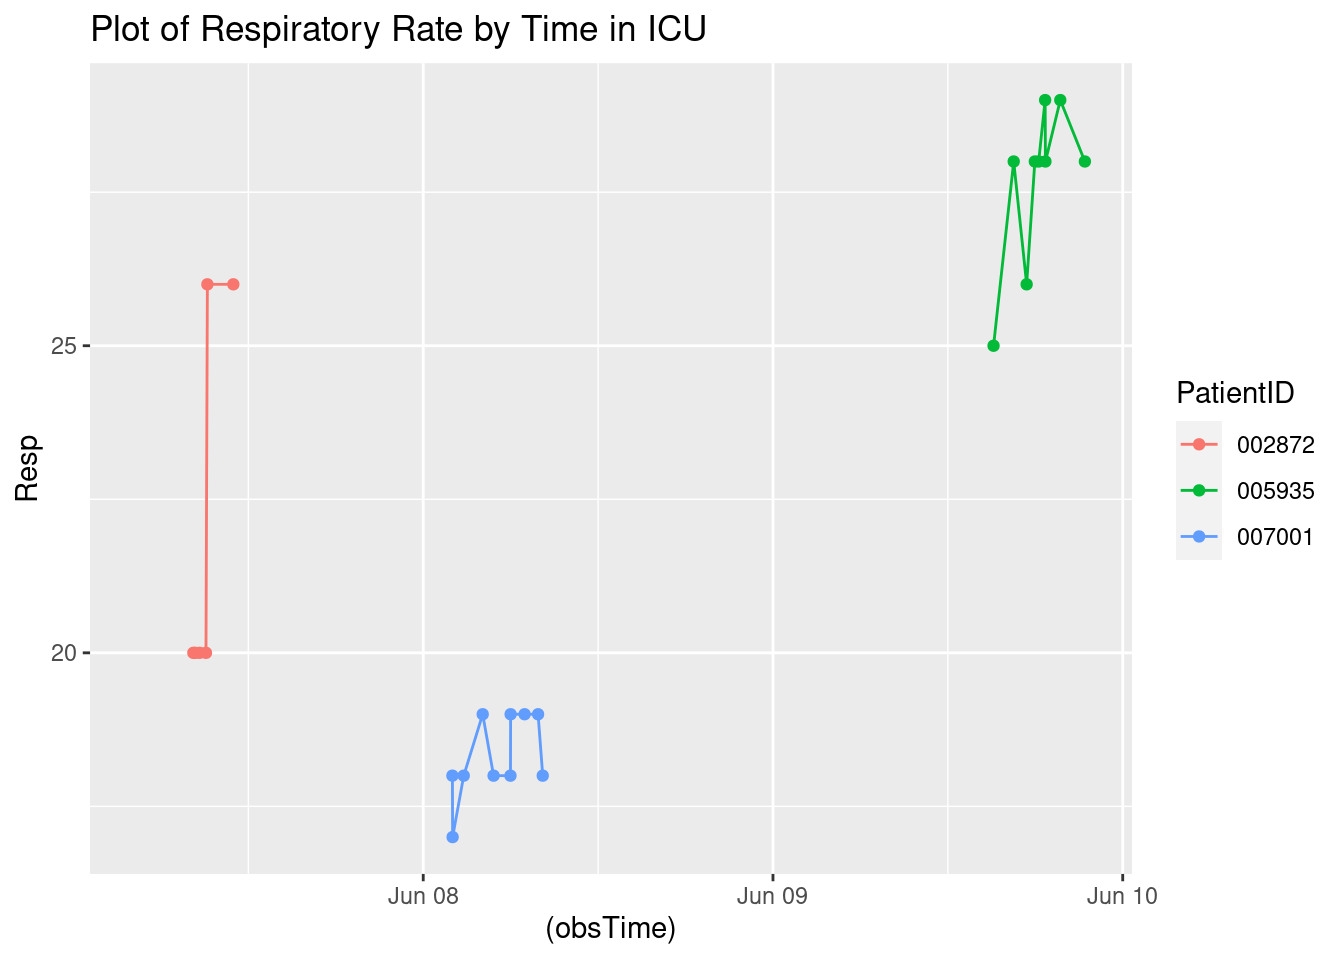 Plot of Respiratory Rate by Time in ICU
25
20
Resp
Jun 08
Jun 09
Jun 10
(obsTime)
PatientID
002872
005935
007001